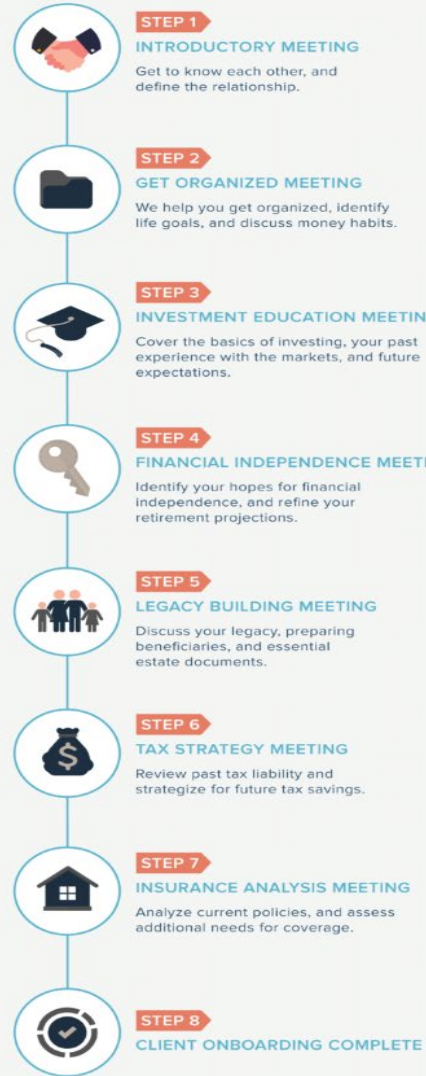 STEP 1
INTRODUCTORY MEETING
Get to know each other, and
define the relationship.
STEP 2
GET ORGANIZED MEETING
We help you get organized, identify
life goals, and discuss money habits.
STEP 3
INVESTMENT EDUCATION MEETIN
Cover the basics of investing, your past
experience with the markets, and future
expectations.
STEP 4
FINANCIAL INDEPENDENCE MEETI
Identify your hopes for financial
independence, and refine your
retirement projections.
STEP 5
LEGACY BUILDING MEETING
Discuss your legacy, preparing
beneficiaries, and essential
estate documents.
STEP 6
$
TAX STRATEGY MEETING
Review past tax liability and
strategize for future tax savings.
STEP 7
INSURANCE ANALYSIS MEETING
Analyze current policies, and assess
additional needs for coverage.
STEP 8
CLIENT ONBOARDING COMPLETE